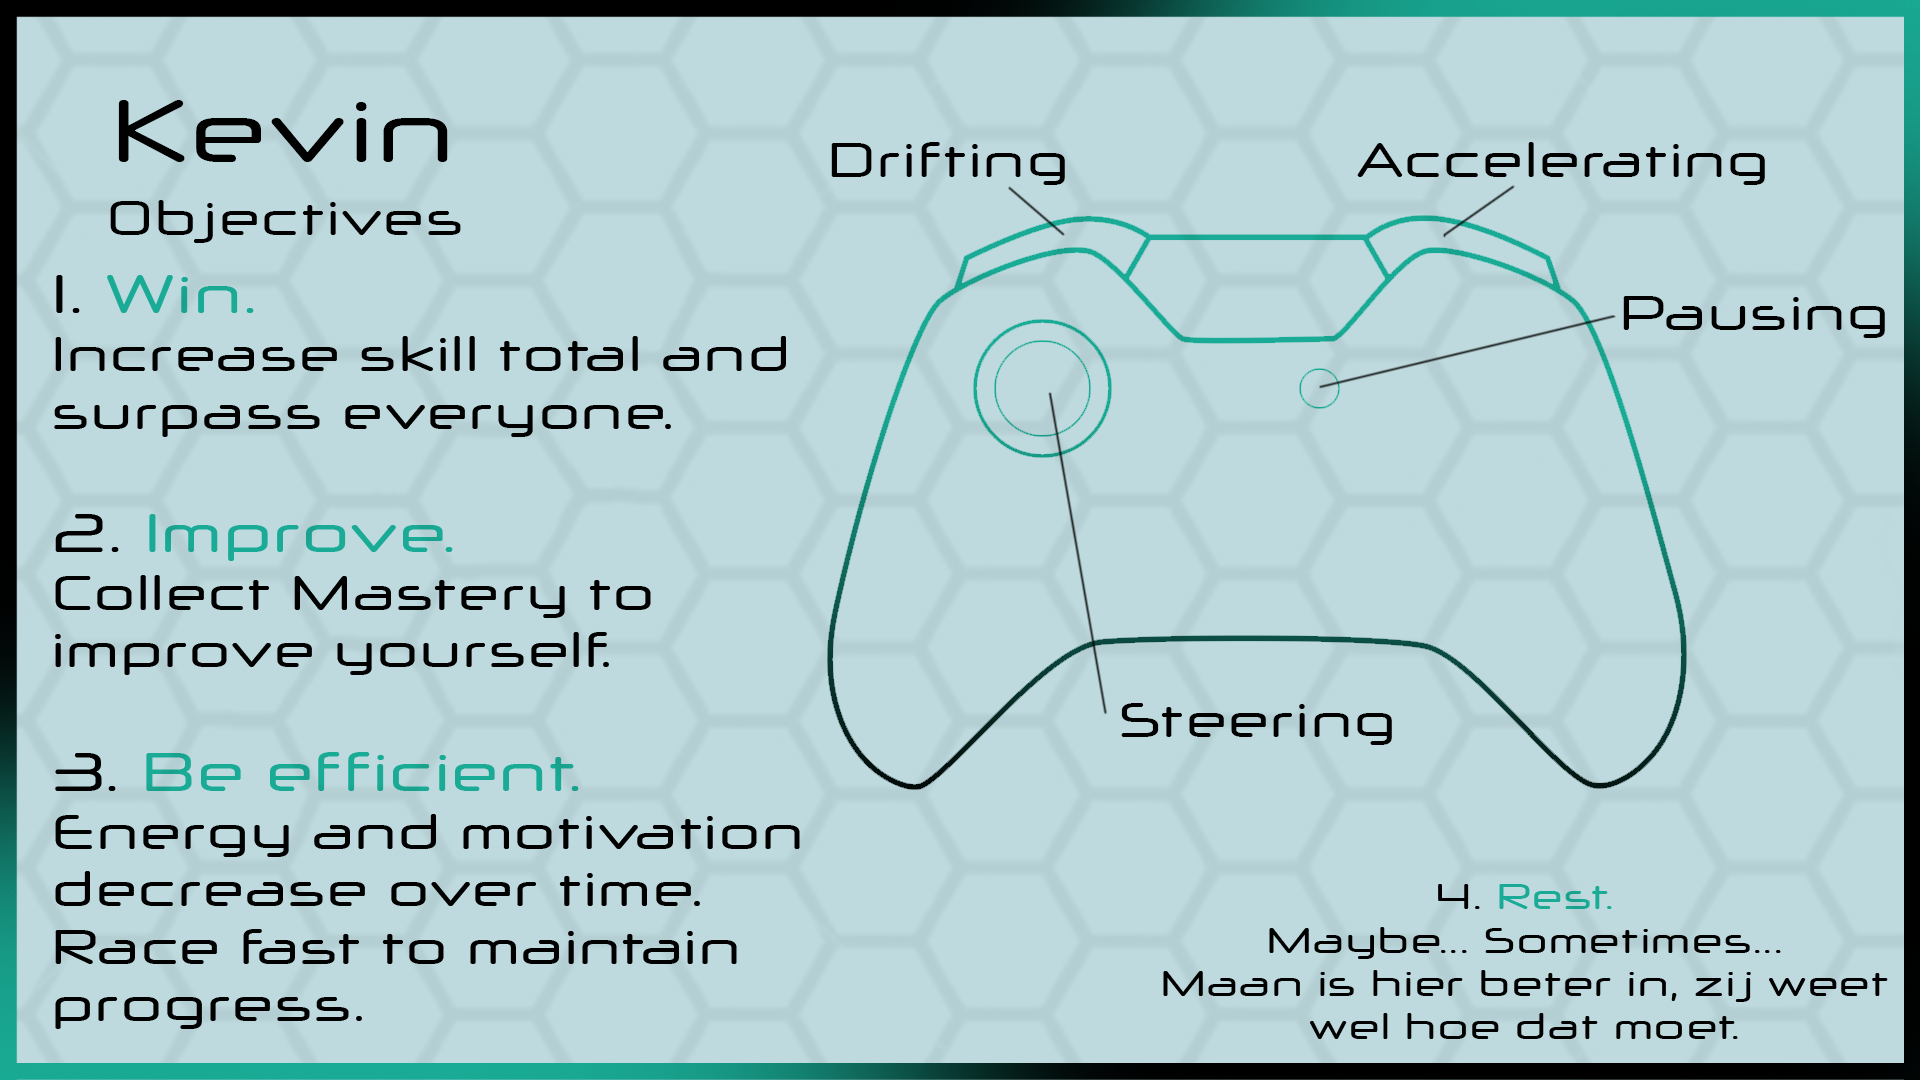 Kevin
Objectives
1. Win.
Increase skill total and
surpass everyone.
2. Improve.
Collect Mastery to
improve yourself.
3. Be efficient.
Energy and motivation
decrease over time.
Race fast to maintain
progress.
Drifting
Accelerating
Pausing
Steering
4. Rest.
Maybe... Sometimes...
Maan is hier beter in, zij weet
wel hoe dat moet.